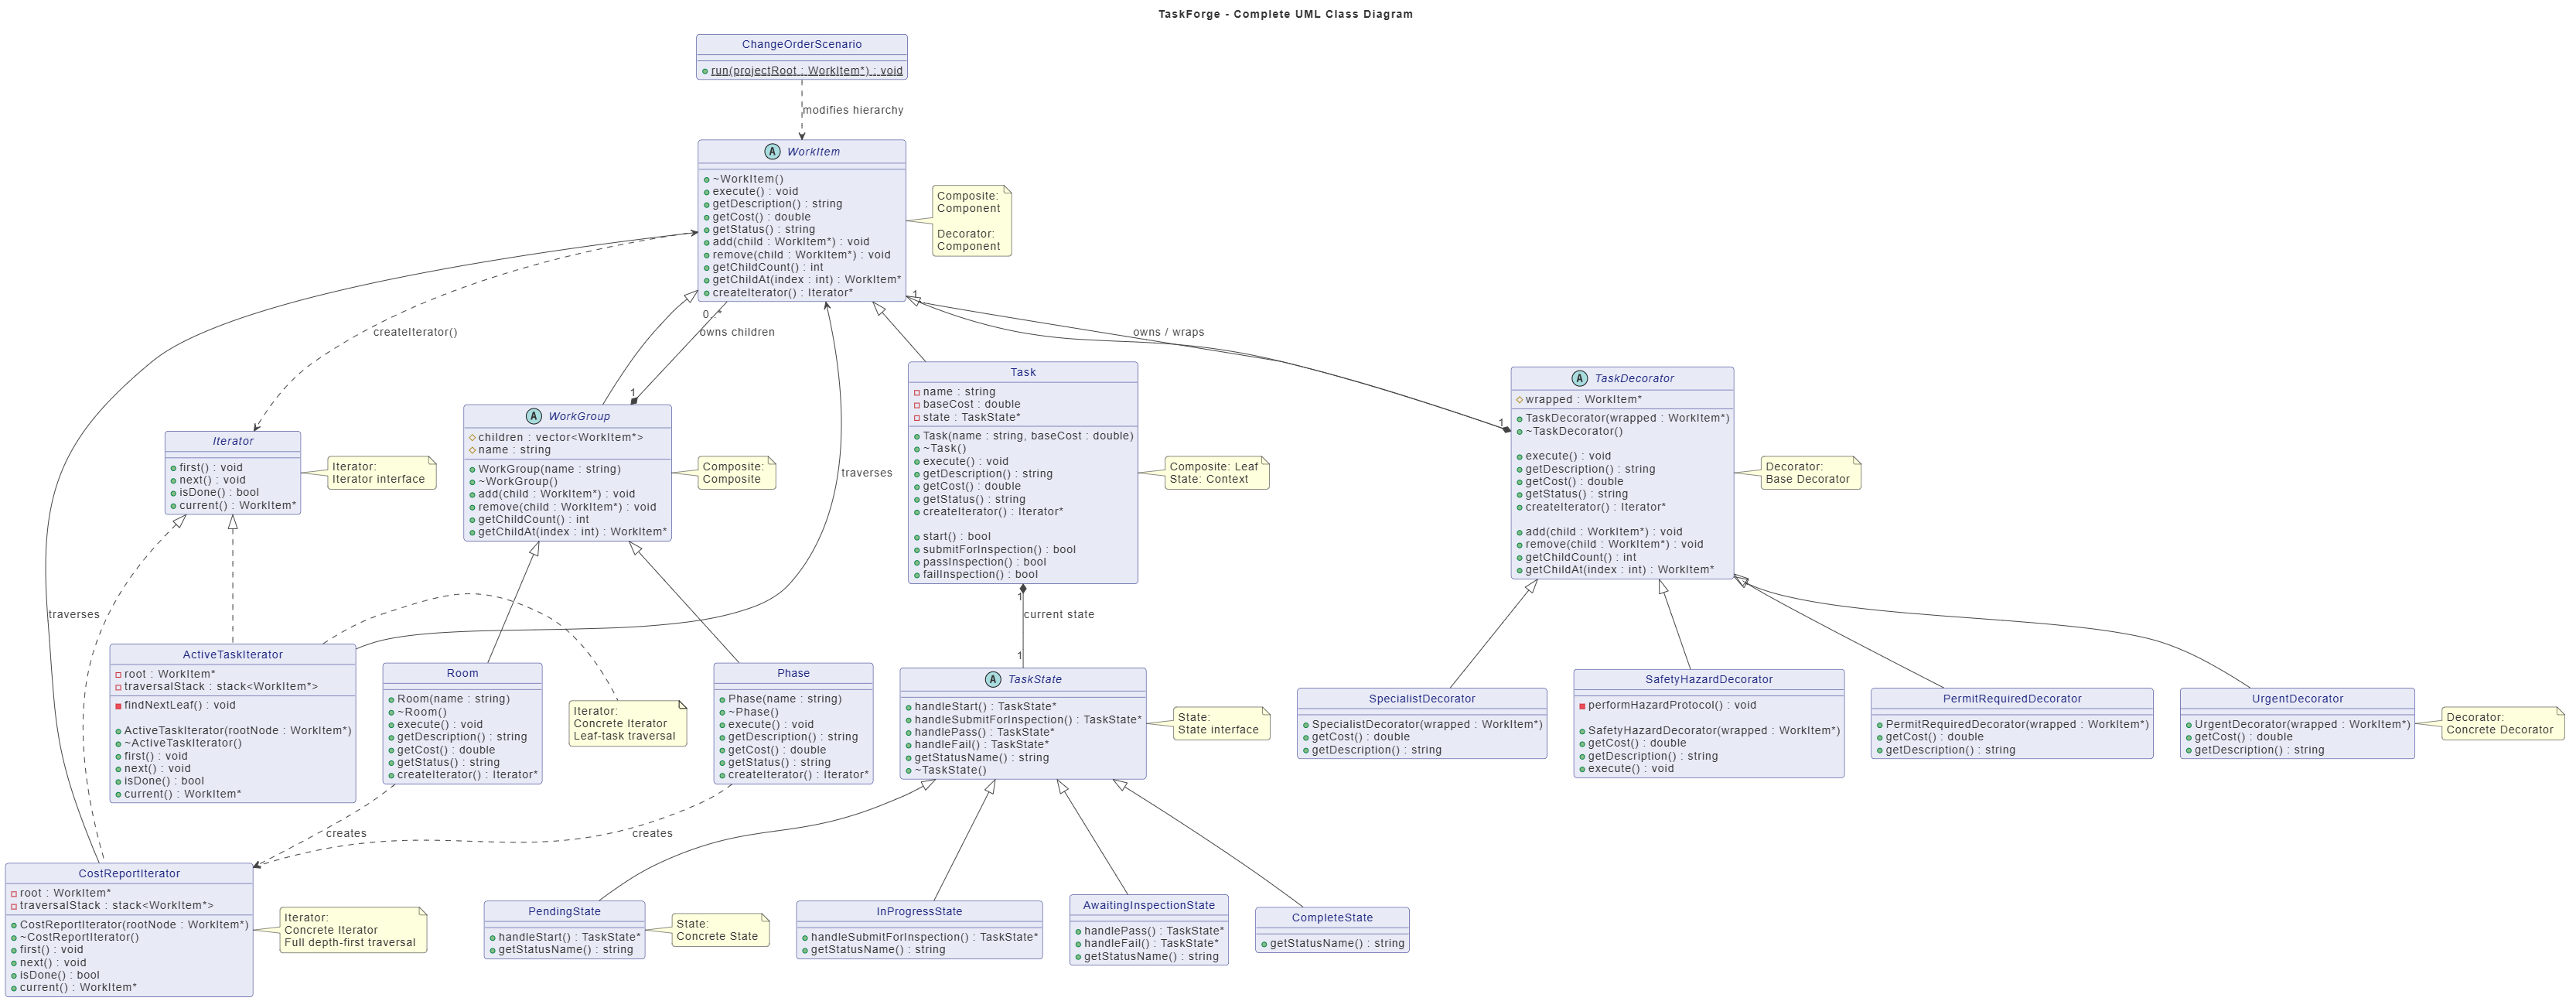 TaskForge - Complete UML Class Diagram
ChangeOrderScenario
run(projectRoot : WorkItem*) : void
modifies hierarchy
A WorkItem
~WorkItem()
execute() : void
getDescription() : string
getCost() : double
getStatus() : string
add(child : WorkItem*) : void
remove(child : WorkItem*) : void
getChildCount() : int
getChildAt(index : int) : WorkItem*
createIterator() : Iterator*
Composite:
Component
Decorator:
Component
createIterator()
0..*
owns children
1
1
owns / wraps
1
traverses
traverses
Iterator
first() : void
next() : void
isDone() : bool
current() : WorkItem*
Iterator:
Iterator interface
A WorkGroup
children : vector<WorkItem*>
name : string
WorkGroup(name : string)
~WorkGroup()
add(child : WorkItem*) : void
remove(child : WorkItem*) : void
getChildCount() : int
getChildAt(index : int) : WorkItem*
Composite:
Composite
Task
name : string
baseCost : double
state : TaskState*
Task(name : string, baseCost : double)
~Task()
execute() : void
getDescription() : string
getCost() : double
getStatus() : string
createIterator() : Iterator*
start() : bool
submitForInspection() : bool
passInspection() : bool
failInspection() : bool
Composite: Leaf
State: Context
A TaskDecorator
wrapped : WorkItem*
TaskDecorator(wrapped : WorkItem*)
~TaskDecorator()
execute() : void
getDescription() : string
getCost() : double
getStatus() : string
createIterator() : Iterator*
add(child : WorkItem*) : void
remove(child : WorkItem*) : void
getChildCount() : int
getChildAt(index : int) : WorkItem*
Decorator:
Base Decorator
1
current state
1
ActiveTaskIterator
root : WorkItem*
traversalStack : stack<WorkItem*>
findNextLeaf() : void
ActiveTaskIterator(rootNode : WorkItem*)
~ActiveTaskIterator()
first() : void
next() : void
isDone() : bool
current() : WorkItem*
Room
Room(name : string)
~Room()
execute() : void
getDescription() : string
getCost() : double
getStatus() : string
createIterator() : Iterator*
Iterator:
Concrete Iterator
Leaf-task traversal
Phase
Phase(name : string)
~Phase()
execute() : void
getDescription() : string
getCost() : double
getStatus() : string
createIterator() : Iterator*
A TaskState
handleStart() : TaskState*
handleSubmitForInspection() : TaskState*
handlePass() : TaskState*
handleFail() : TaskState*
getStatusName() : string
~TaskState()
State:
State interface
SpecialistDecorator
SpecialistDecorator(wrapped : WorkItem*)
getCost() : double
getDescription() : string
SafetyHazardDecorator
performHazardProtocol() : void
SafetyHazardDecorator(wrapped : WorkItem*)
getCost() : double
getDescription() : string
execute() : void
PermitRequiredDecorator
PermitRequiredDecorator(wrapped : WorkItem*)
getCost() : double
getDescription() : string
UrgentDecorator
UrgentDecorator(wrapped : WorkItem*)
getCost() : double
getDescription() : string
Decorator:
Concrete Decorator
creates
creates
CostReportIterator
root : WorkItem*
traversalStack : stack<WorkItem*>
CostReportIterator(rootNode : WorkItem*)
~CostReportIterator()
first() : void
next() : void
isDone() : bool
current() : WorkItem*
Iterator:
Concrete Iterator
Full depth-first traversal
PendingState
handleStart() : TaskState*
getStatusName() : string
State:
Concrete State
InProgressState
handleSubmitForInspection() : TaskState*
getStatusName() : string
AwaitingInspectionState
handlePass() : TaskState*
handleFail() : TaskState*
getStatusName() : string
CompleteState
getStatusName() : string